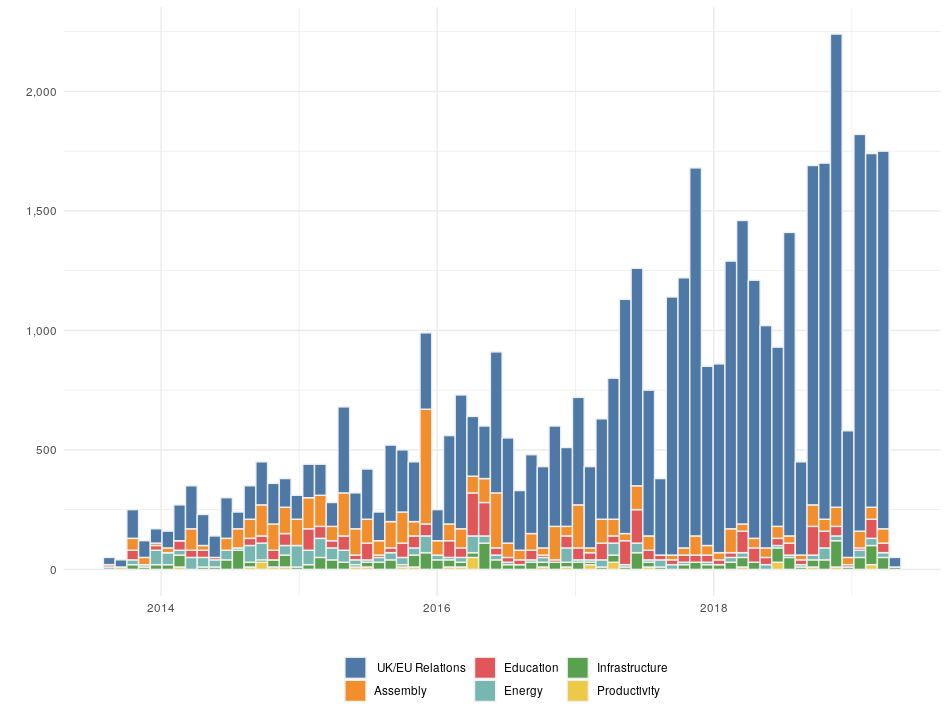 2,000
1,500
1,000
500
0
2014 2016 2018
UK/EU Relations Education Infrastructure
Assembly Energy Productivity